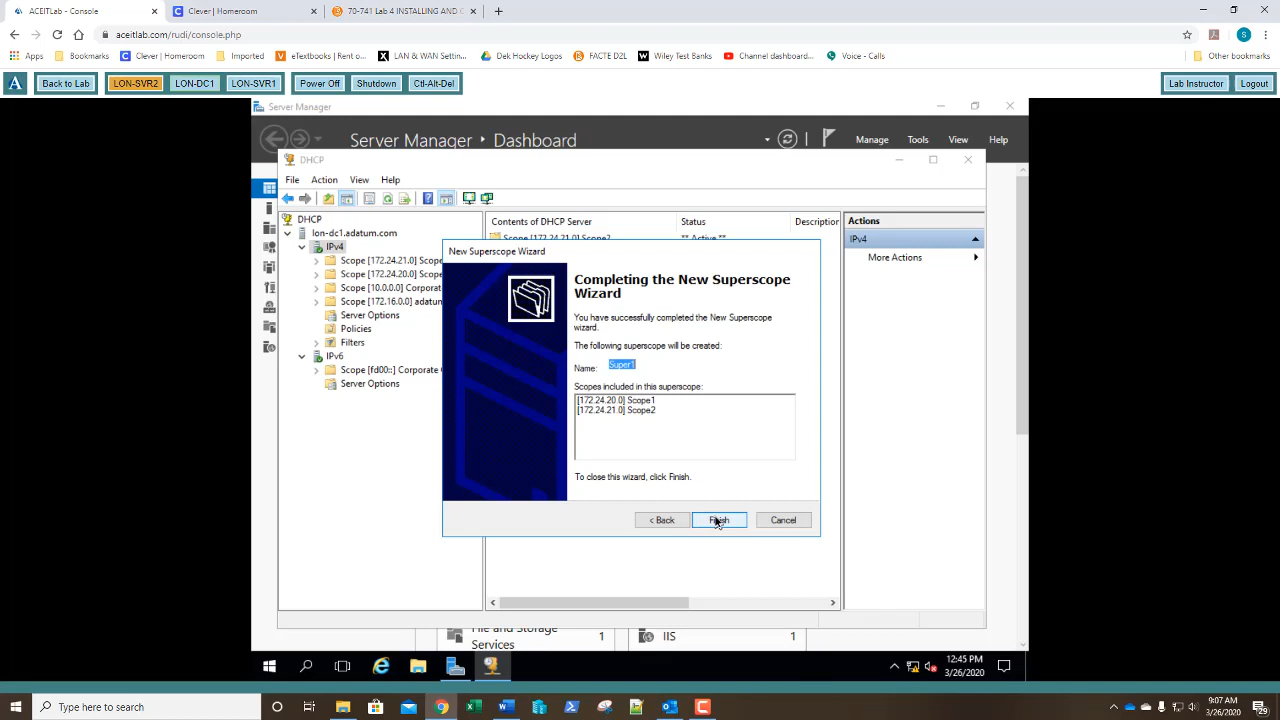 ACEITLab - Console
Clever | Homeroom
70-741 Lab 4 INSTALLING AND C
aceitlab.com/rudi/console.php
S
Apps
Bookmarks
Clever | Homeroom
Imported
eTextbooks | Rent o...
LAN & WAN Settin...
Dek Hockey Logos
FACTE D2L
Wiley Test Banks
Channel dashboard...
Voice - Calls
Other bookmarks
A
Back to Lab
LON-SVR2
LON-DC1
LON-SVR1
Power Off
Shutdown
Ctl-Alt-Del
Lab Instructor
Logout
Server Manager
Server Manager ‣ Dashboard
Manage
Tools
View
Help
DHCP
File
Action
View
Help
DHCP
lon-dc1.adatum.com
IPv4
Scope [172.24.21.0] Scope
Scope [172.24.20.0] Scope
Scope [10.0.0.0] Corporat
Scope [172.16.0.0] adatun
Server Options
Policies
Filters
IPv6
Scope [fd00::] Corporate
Server Options
Contents of DHCP Server
Status
Description
Scope [172.24.21.0] Scope2
** Active **
Actions
IPv4
More Actions
New Superscope Wizard
Completing the New Superscope
Wizard
You have successfully completed the New Superscope
wizard.
The following superscope will be created:
Name: Super1
Scopes included in this superscope:
[172.24.20.0] Scope1
[172.24.21.0] Scope2
To close this wizard, click Finish.
< Back
Finish
Cancel
File and Storage
Services
1
IIS
1
12:45 PM
3/26/2020
Type here to search
9:07 AM
3/26/2020